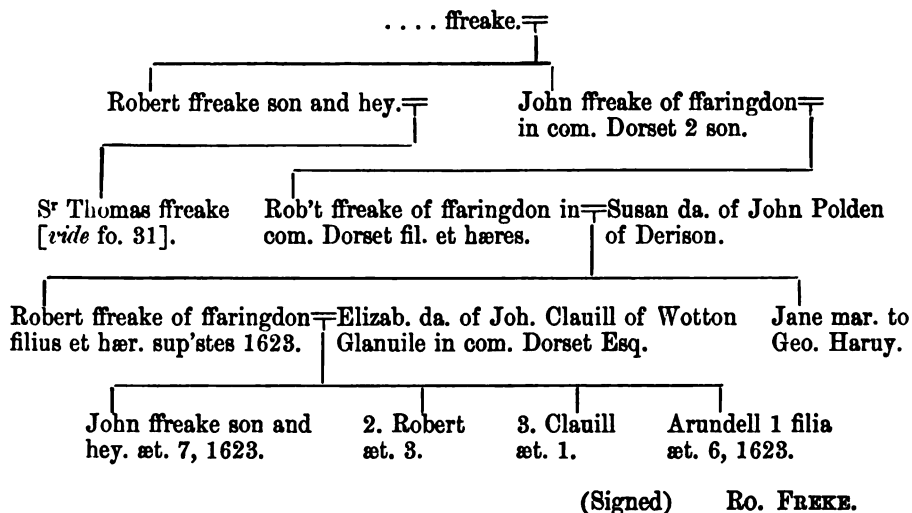 . . . . ffreake.
Robert ffreake son and hey.
John ffreake of ffaringdon
in com. Dorset 2 son.
Sʳ Thomas ffreake
[vide fo. 31].
Rob't ffreake of ffaringdon in
com. Dorset fil. et hæres.
Susan da. of John Polden
of Derison.
Robert ffreake of ffaringdon
filius et hær. sup'stes 1623.
Elizab. da. of Joh. Clauill of Wotton
Glanuile in com. Dorset Esq.
Jane mar. to
Geo. Haruy.
John ffreake son and
hey. æt. 7, 1623.
2. Robert
æt. 3.
3. Clauill
æt. 1.
Arundell 1 filia
æt. 6, 1623.
(Signed) Ro. Freke.